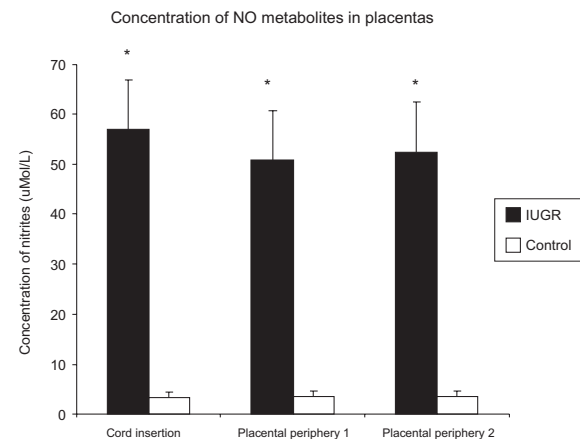 Concentration of NO metabolites in placentas
* * *
70
60
50
40
30
20
10
0
Concentration of nitrites (uMol/L)
IUGR
Control
Cord insertion Placental periphery 1 Placental periphery 2